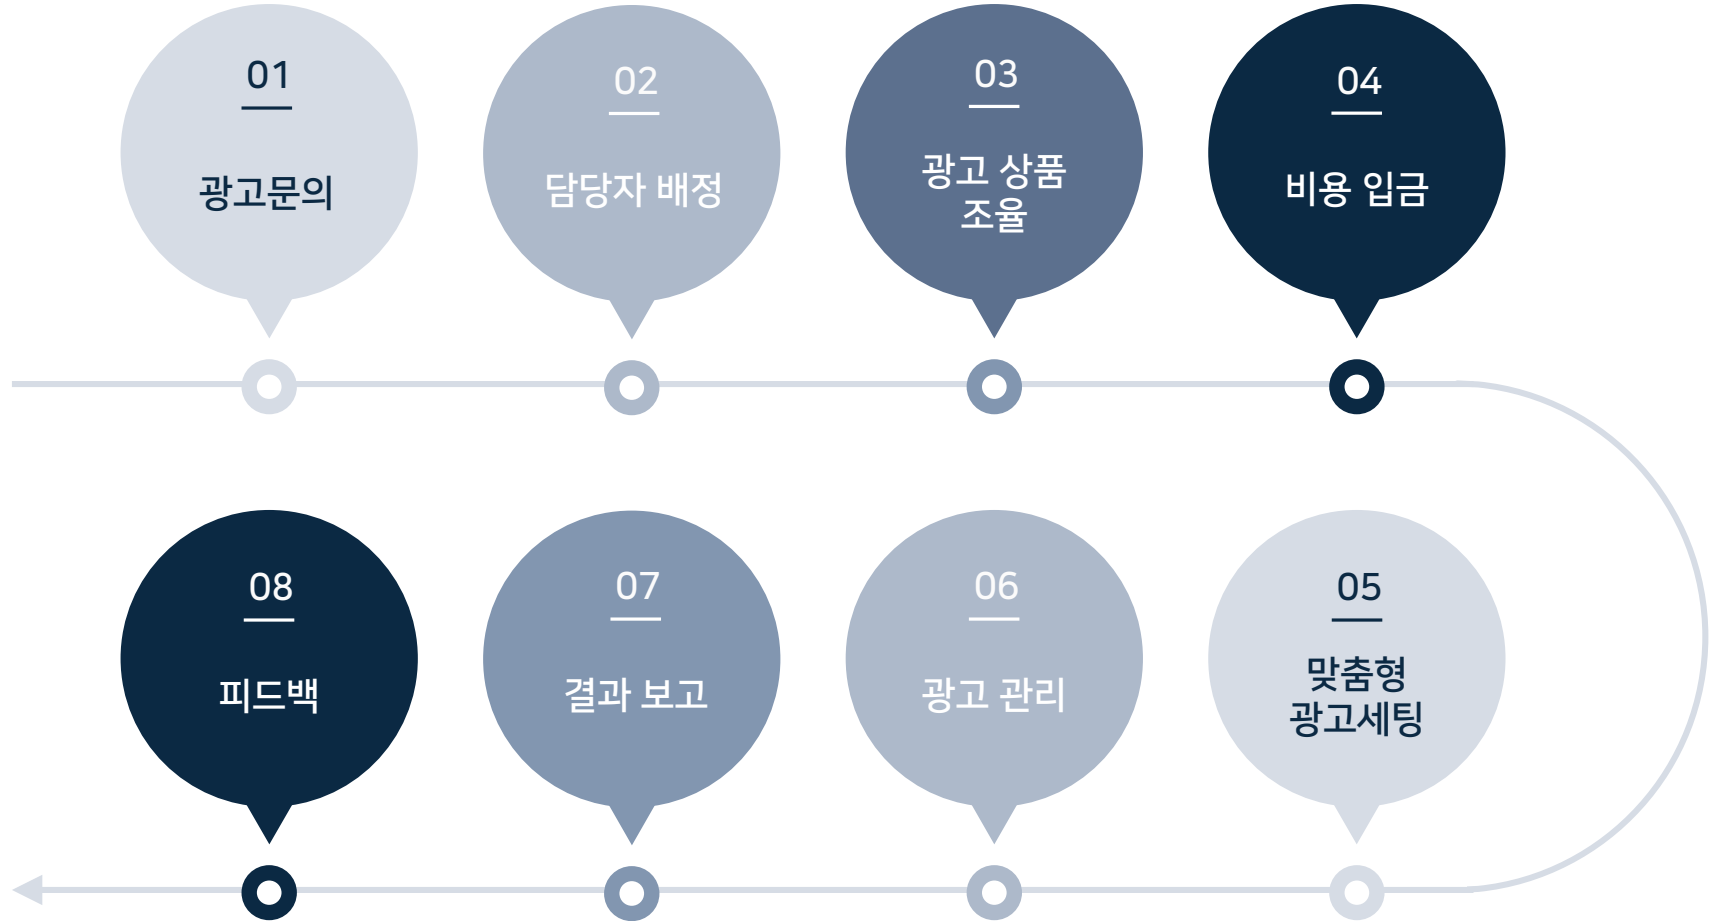 01
광고문의
02
담당자 배정
03
광고 상품
조율
04
비용 입금
05
맞춤형
광고세팅
06
광고 관리
07
결과 보고
08
피드백